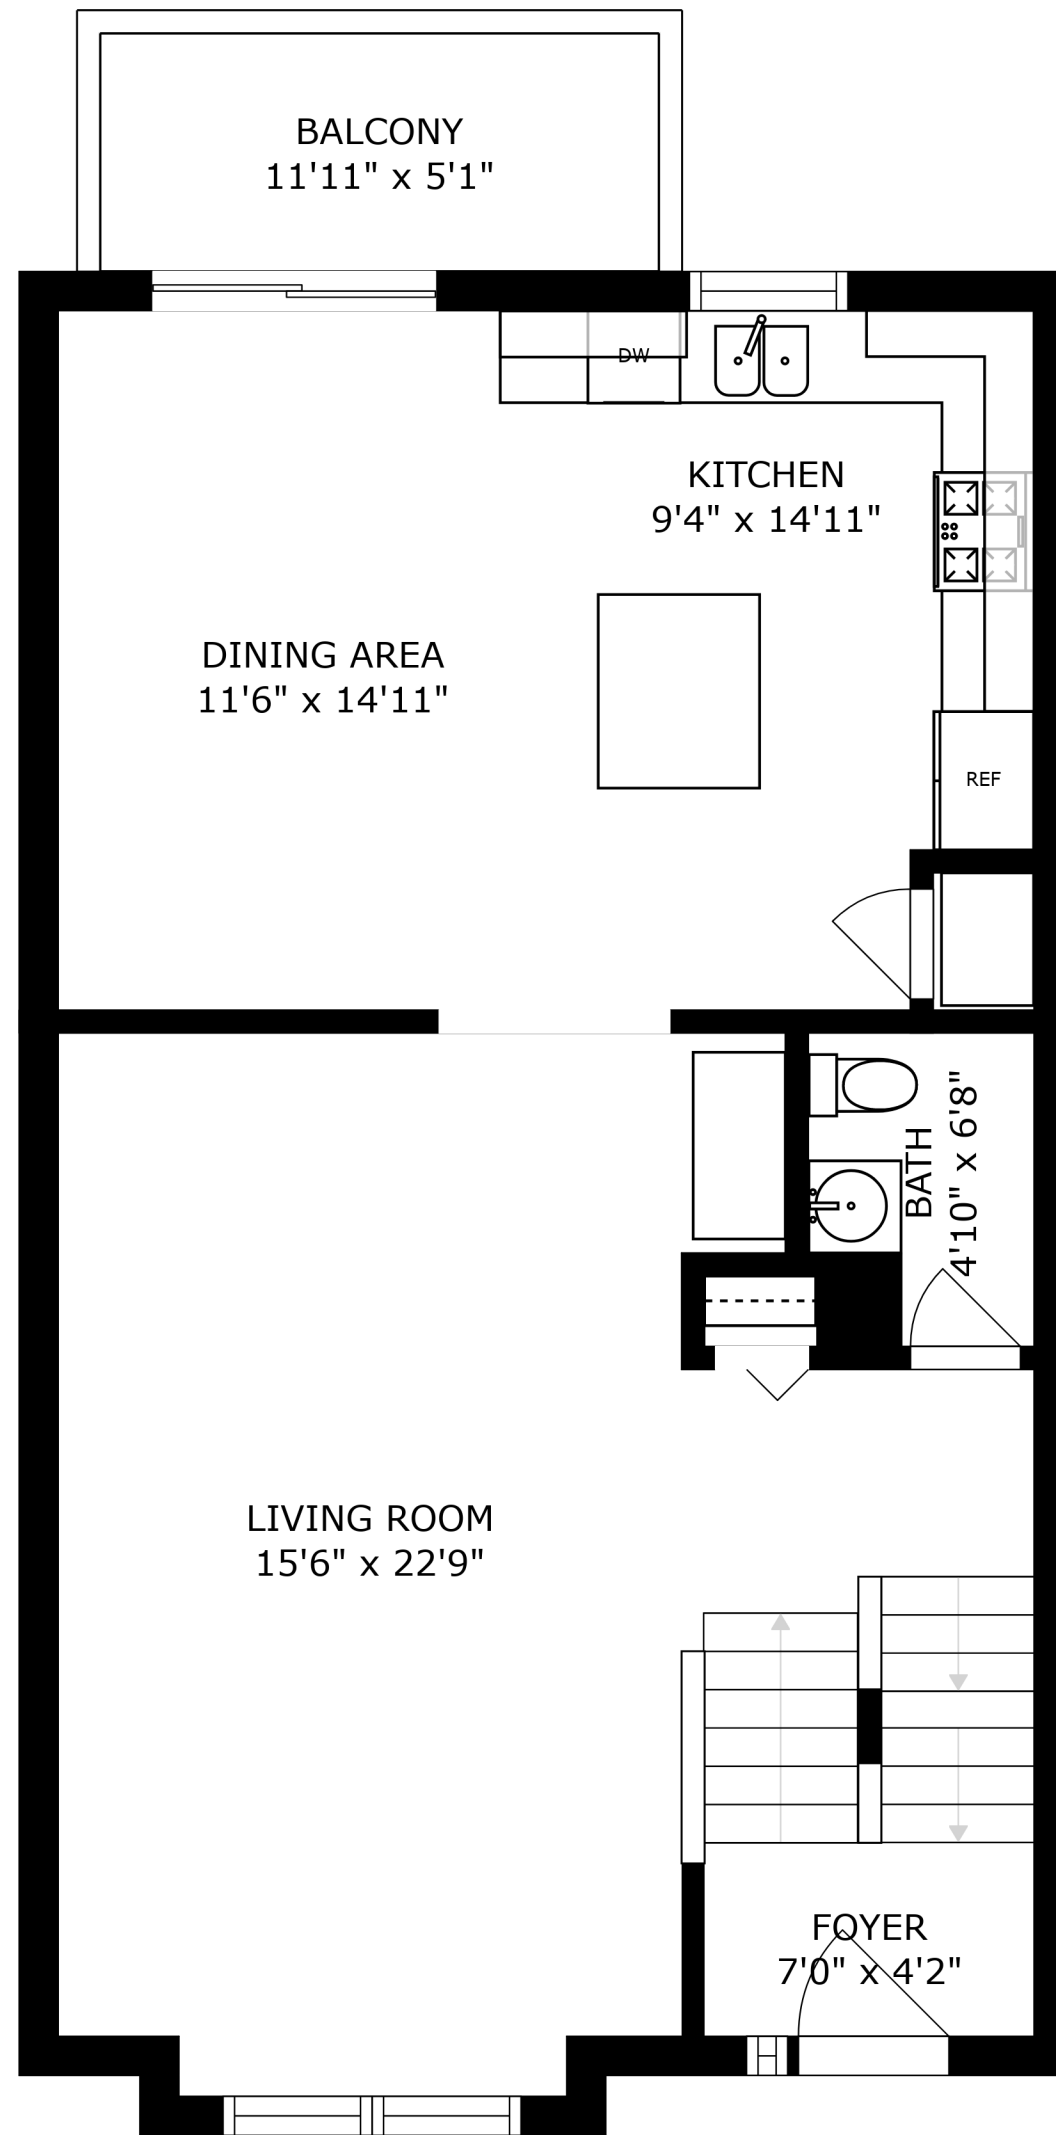 BALCONY
11'11" x 5'1"
DW
KITCHEN
9'4" x 14'11"
DINING AREA
11'6" x 14'11"
REF
BATH
4'10" x 6'8"
LIVING ROOM
15'6" x 22'9"
FOYER
7'0" x 4'2"